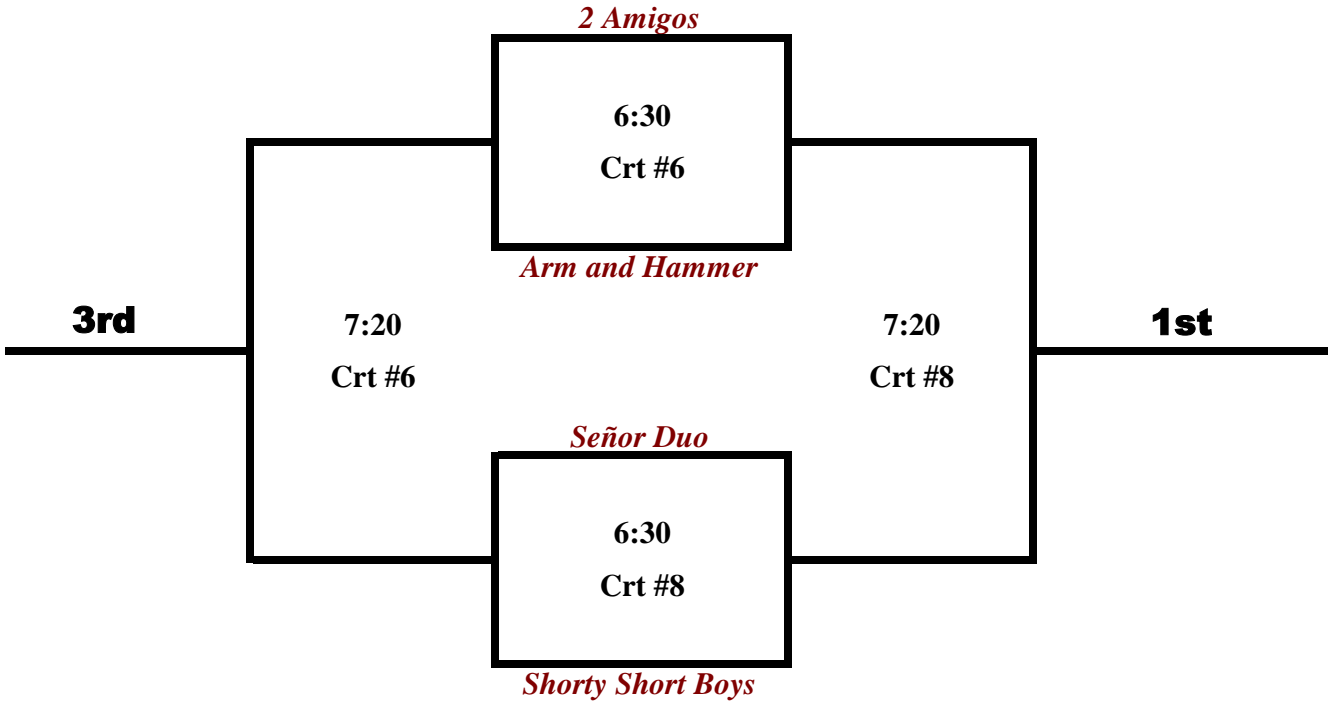 2 Amigos
6:30
Crt #6
Arm and Hammer
3rd
7:20
Crt #6
7:20
Crt #8
1st
Señor Duo
6:30
Crt #8
Shorty Short Boys